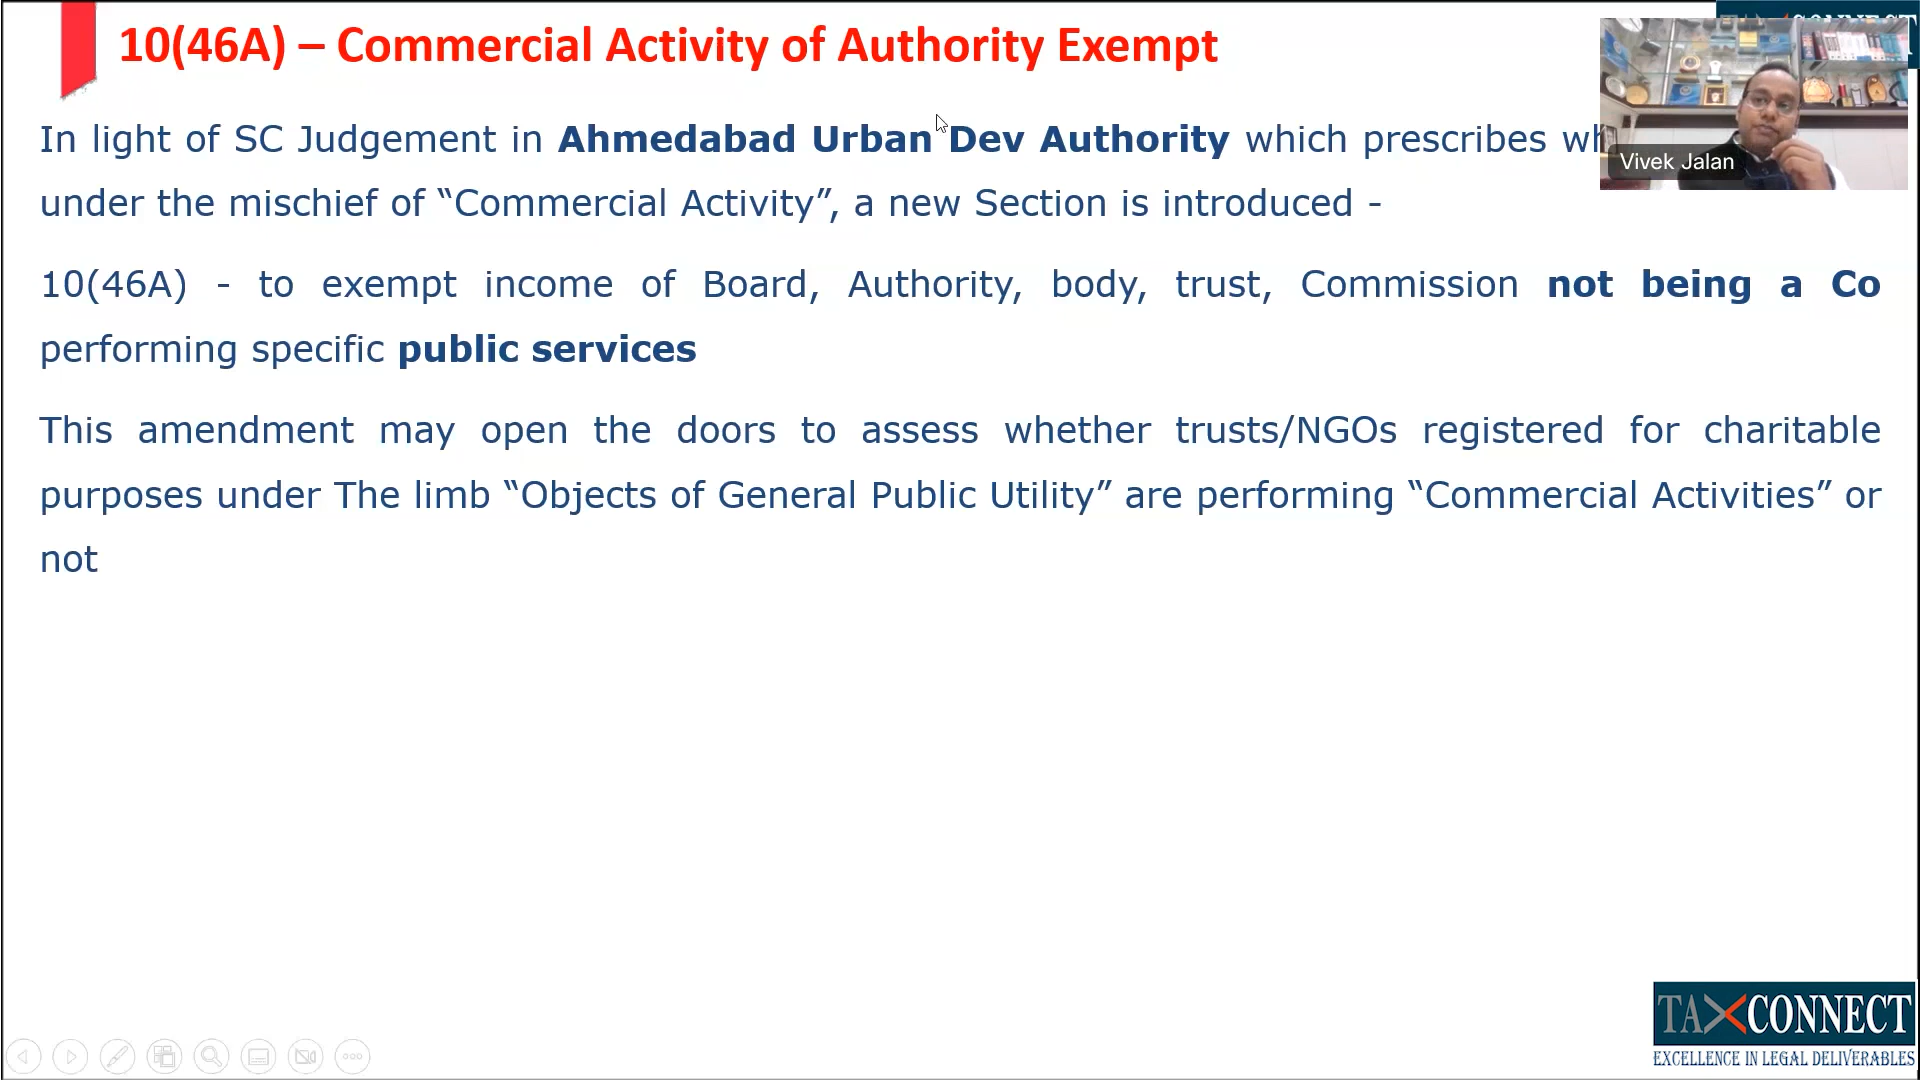 10(46A) – Commercial Activity of Authority Exempt
In light of SC Judgement in Ahmedabad Urban Dev Authority which prescribes
under the mischief of “Commercial Activity”, a new Section is introduced -
10(46A) - to exempt income of Board, Authority, body, trust, Commission not being a Co
performing specific public services
This amendment may open the doors to assess whether trusts/NGOs registered for charitable
purposes under The limb “Objects of General Public Utility” are performing “Commercial Activities” or
not
Vivek Jalan
TAXCONNECT
EXCELLENCE IN LEGAL DELIVERABLES